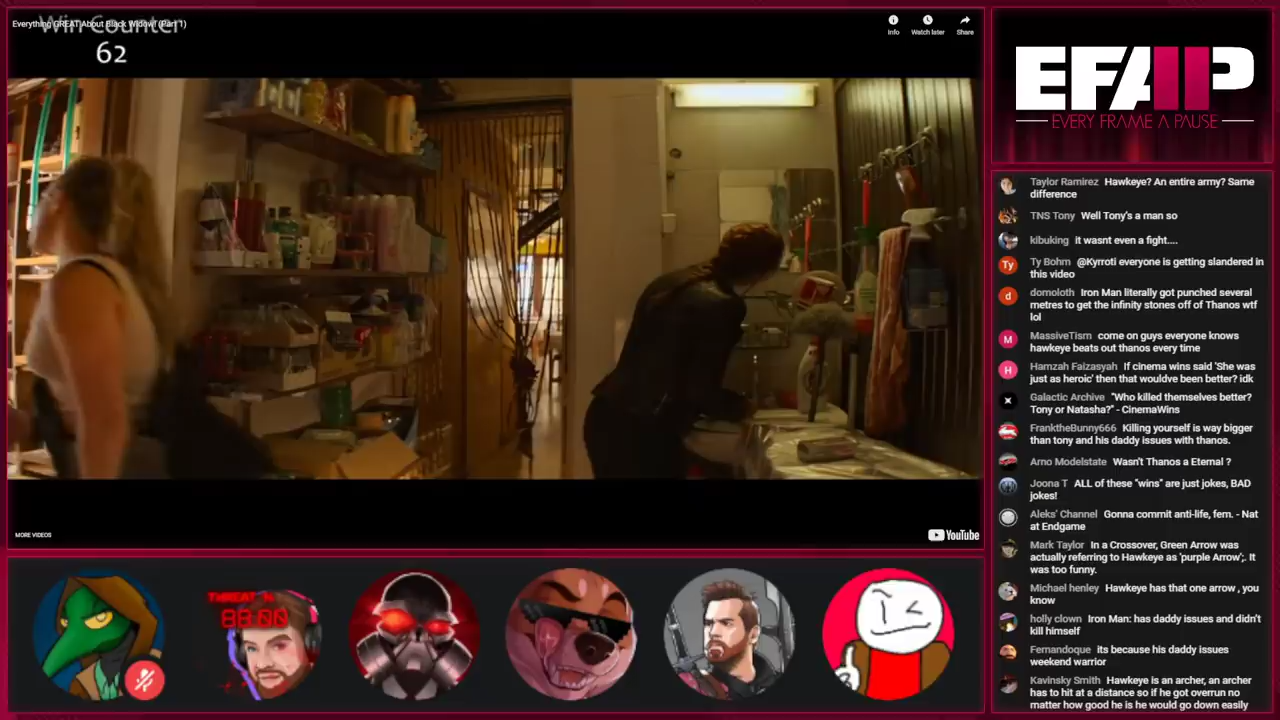 Everything GREAT About Black Widow! (Part 1)
Win Counter
62
Info
Watch later
Share
MORE VIDEOS
YouTube
THREAT IN
88:00
EFAP
EVERY FRAME A PAUSE
Taylor Ramirez Hawkeye? An entire army? Same
difference
TNS Tony Well Tony's a man so
kibuking it wasnt even a fight....
Ty
Ty Bohm @Kyrroti everyone is getting slandered in
this video
d
domoloth Iron Man literally got punched several
metres to get the infinity stones off of Thanos wtf
lol
M
MassiveTism come on guys everyone knows
hawkeye beats out thanos every time
H
Hamzah Faizasyah If cinema wins said 'She was
just as heroic' then that wouldve been better? idk
Galactic Archive "Who killed themselves better?
Tony or Natasha?" - CinemaWins
FranktheBunny666 Killing yourself is way bigger
than tony and his daddy issues with thanos.
Arno Modelstate Wasn't Thanos a Eternal ?
Joona T ALL of these "wins" are just jokes, BAD
jokes!
Aleks' Channel Gonna commit anti-life, fem. - Nat
at Endgame
Mark Taylor In a Crossover, Green Arrow was
actually referring to Hawkeye as 'purple Arrow';. It
was too funny.
Michael henley Hawkeye has that one arrow , you
know
holly clown Iron Man: has daddy issues and didn't
kill himself
Fernandoque its because his daddy issues
weekend warrior
Kavinsky Smith Hawkeye is an archer, an archer
has to hit at a distance so if he got overrun no
matter how good he is he would go down easily